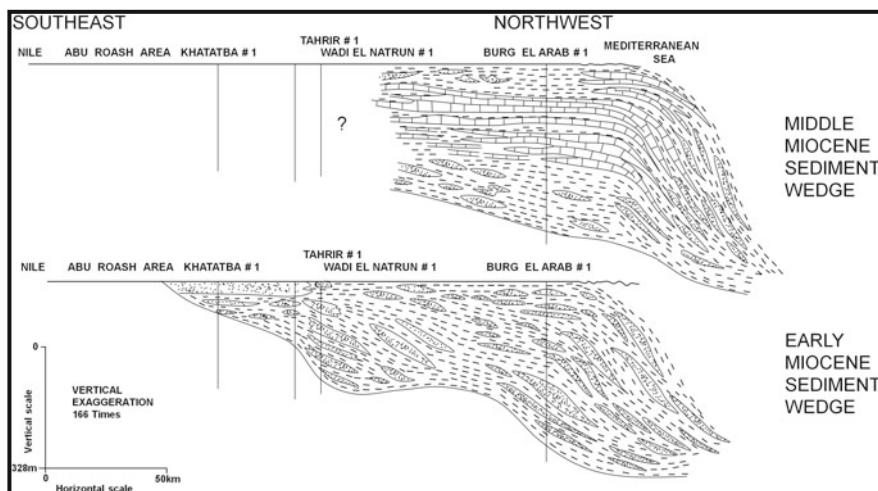 SOUTHEAST NORTHWEST
TAHRIR # 1
NILE ABU ROASH AREA KHATATBA # 1 WADI EL NATRUN # 1 BURG EL ARAB # 1 MEDITERRANEAN
SEA
?
MIDDLE
MIOCENE
SEDIMENT
WEDGE
TAHRIR # 1
NILE ABU ROASH AREA KHATATBA # 1 WADI EL NATRUN # 1 BURG EL ARAB # 1
EARLY
MIOCENE
SEDIMENT
WEDGE
0
VERTICAL
EXAGGERATION
166 Times
Vertical scale
328m
0 50km
Horizontal scale